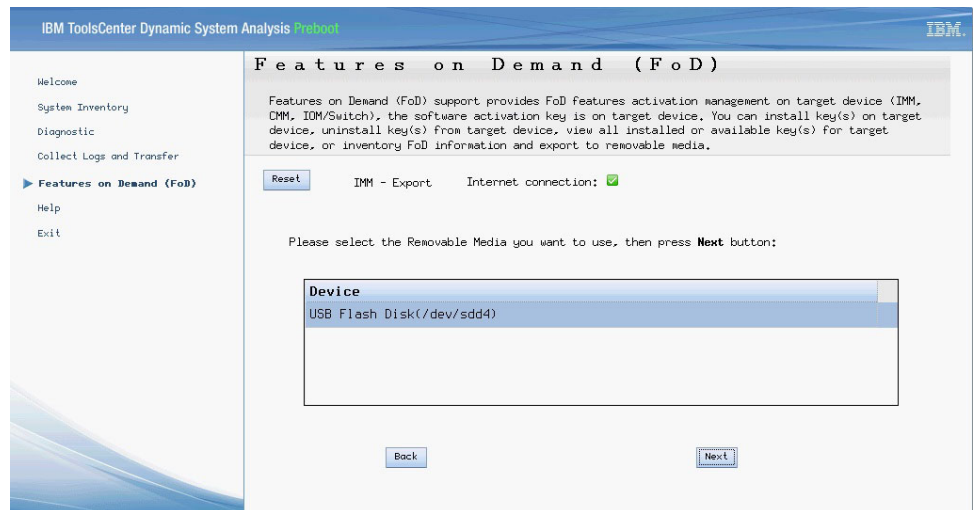 IBM ToolsCenter Dynamic System Analysis Preboot
IBM.
Welcome
System Inventory
Diagnostic
Collect Logs and Transfer
Features on Demand (FoD)
Help
Exit
Features on Demand (FoD)
Features on Demand (FoD) support provides FoD features activation management on target device (IMM,
CMM, IOM/Switch), the software activation key is on target device. You can install key(s) on target
device, uninstall key(s) from target device, view all installed or available key(s) for target
device, or inventory FoD information and export to removable media.
Reset IMM - Export Internet connection:
Please select the Removable Media you want to use, then press Next button:
Device
USB Flash Disk(/dev/sdd4)
Back Next